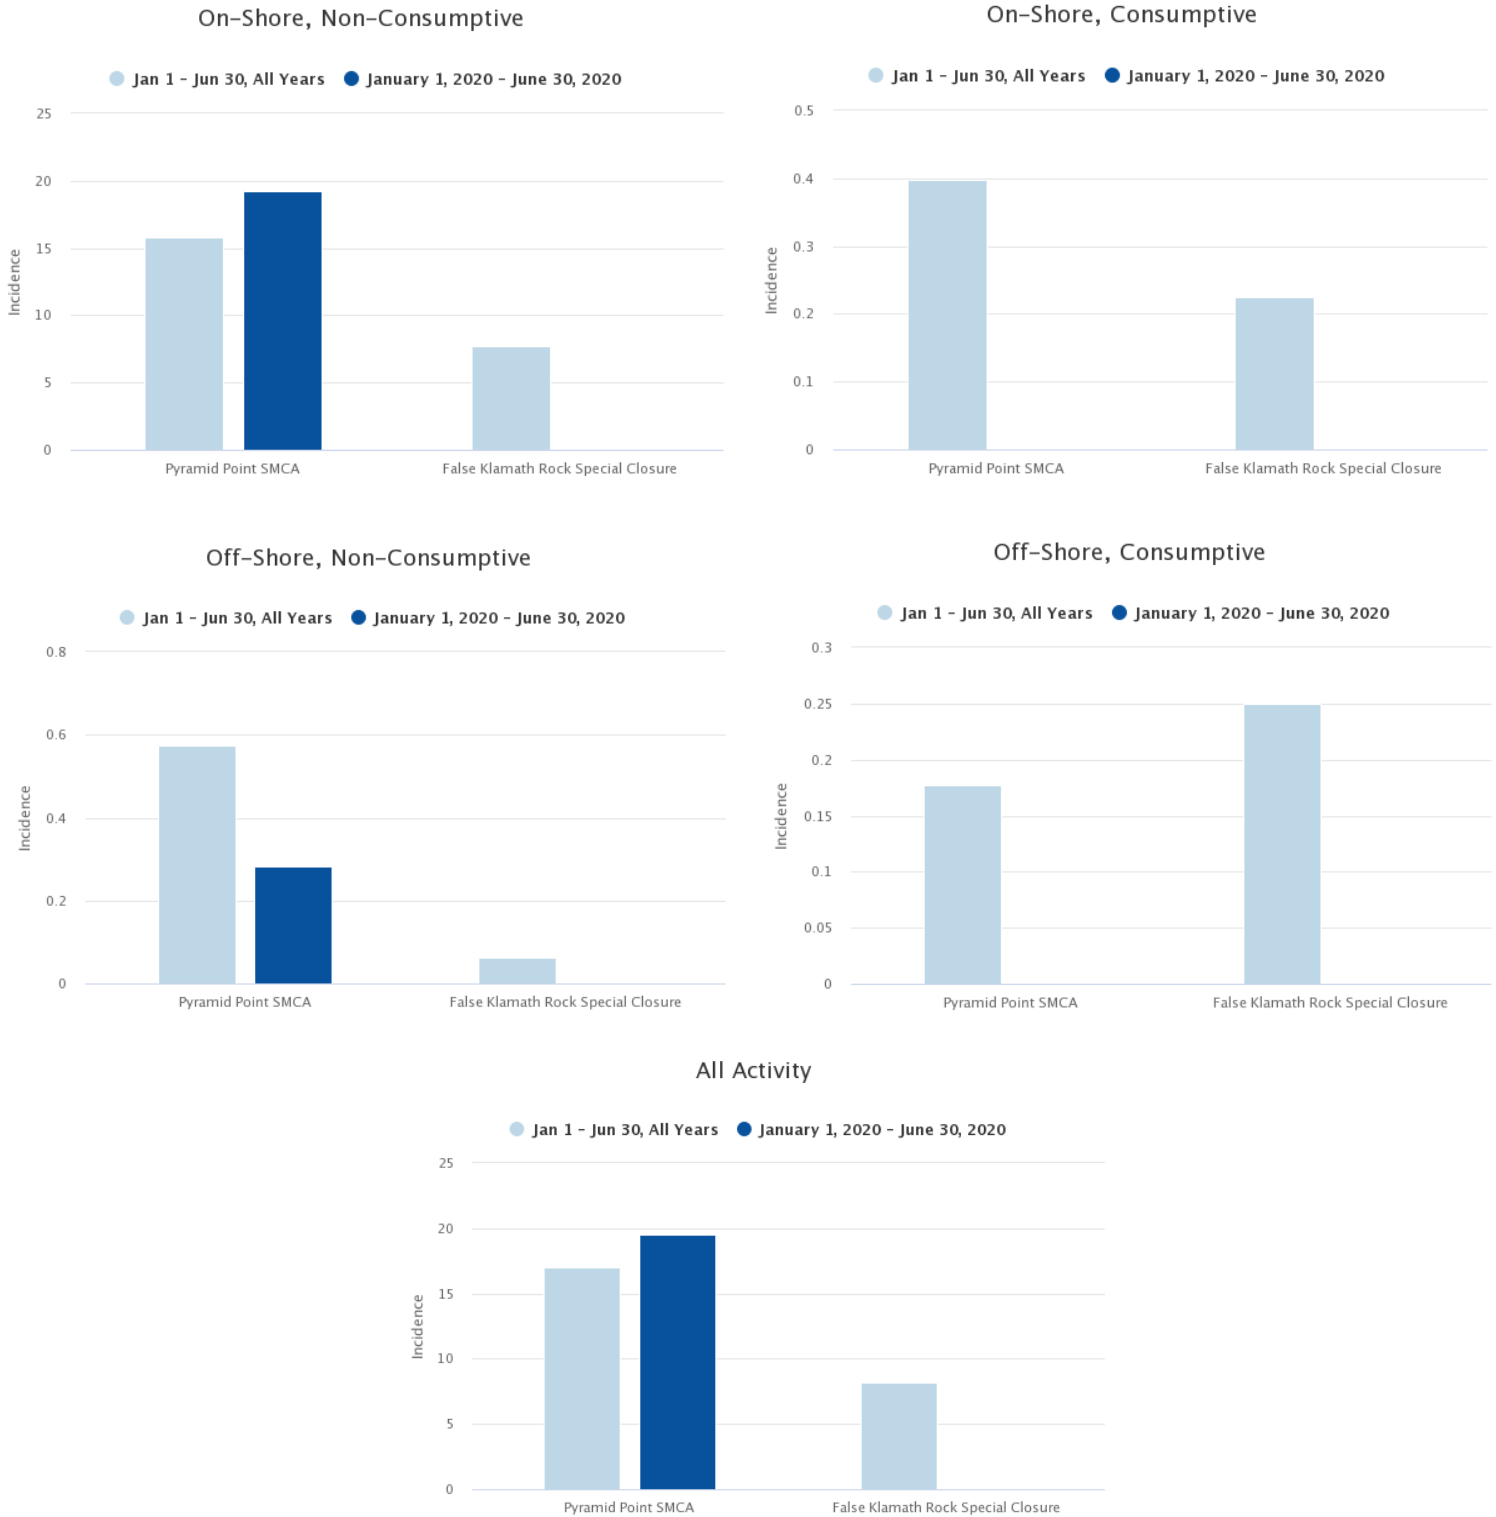 On-Shore, Non-Consumptive
Jan 1 - Jun 30, All Years January 1, 2020 - June 30, 2020
25
20
15
10
5
0
Incidence
Pyramid Point SMCA False Klamath Rock Special Closure
On-Shore, Consumptive
Jan 1 - Jun 30, All Years January 1, 2020 - June 30, 2020
0.5
0.4
0.3
0.2
0.1
0
Incidence
Pyramid Point SMCA False Klamath Rock Special Closure
Off-Shore, Non-Consumptive
Jan 1 - Jun 30, All Years January 1, 2020 - June 30, 2020
0.8
0.6
0.4
0.2
0
Incidence
Pyramid Point SMCA False Klamath Rock Special Closure
Off-Shore, Consumptive
Jan 1 - Jun 30, All Years January 1, 2020 - June 30, 2020
0.3
0.25
0.2
0.15
0.1
0.05
0
Incidence
Pyramid Point SMCA False Klamath Rock Special Closure
All Activity
Jan 1 - Jun 30, All Years January 1, 2020 - June 30, 2020
25
20
15
10
5
0
Incidence
Pyramid Point SMCA False Klamath Rock Special Closure